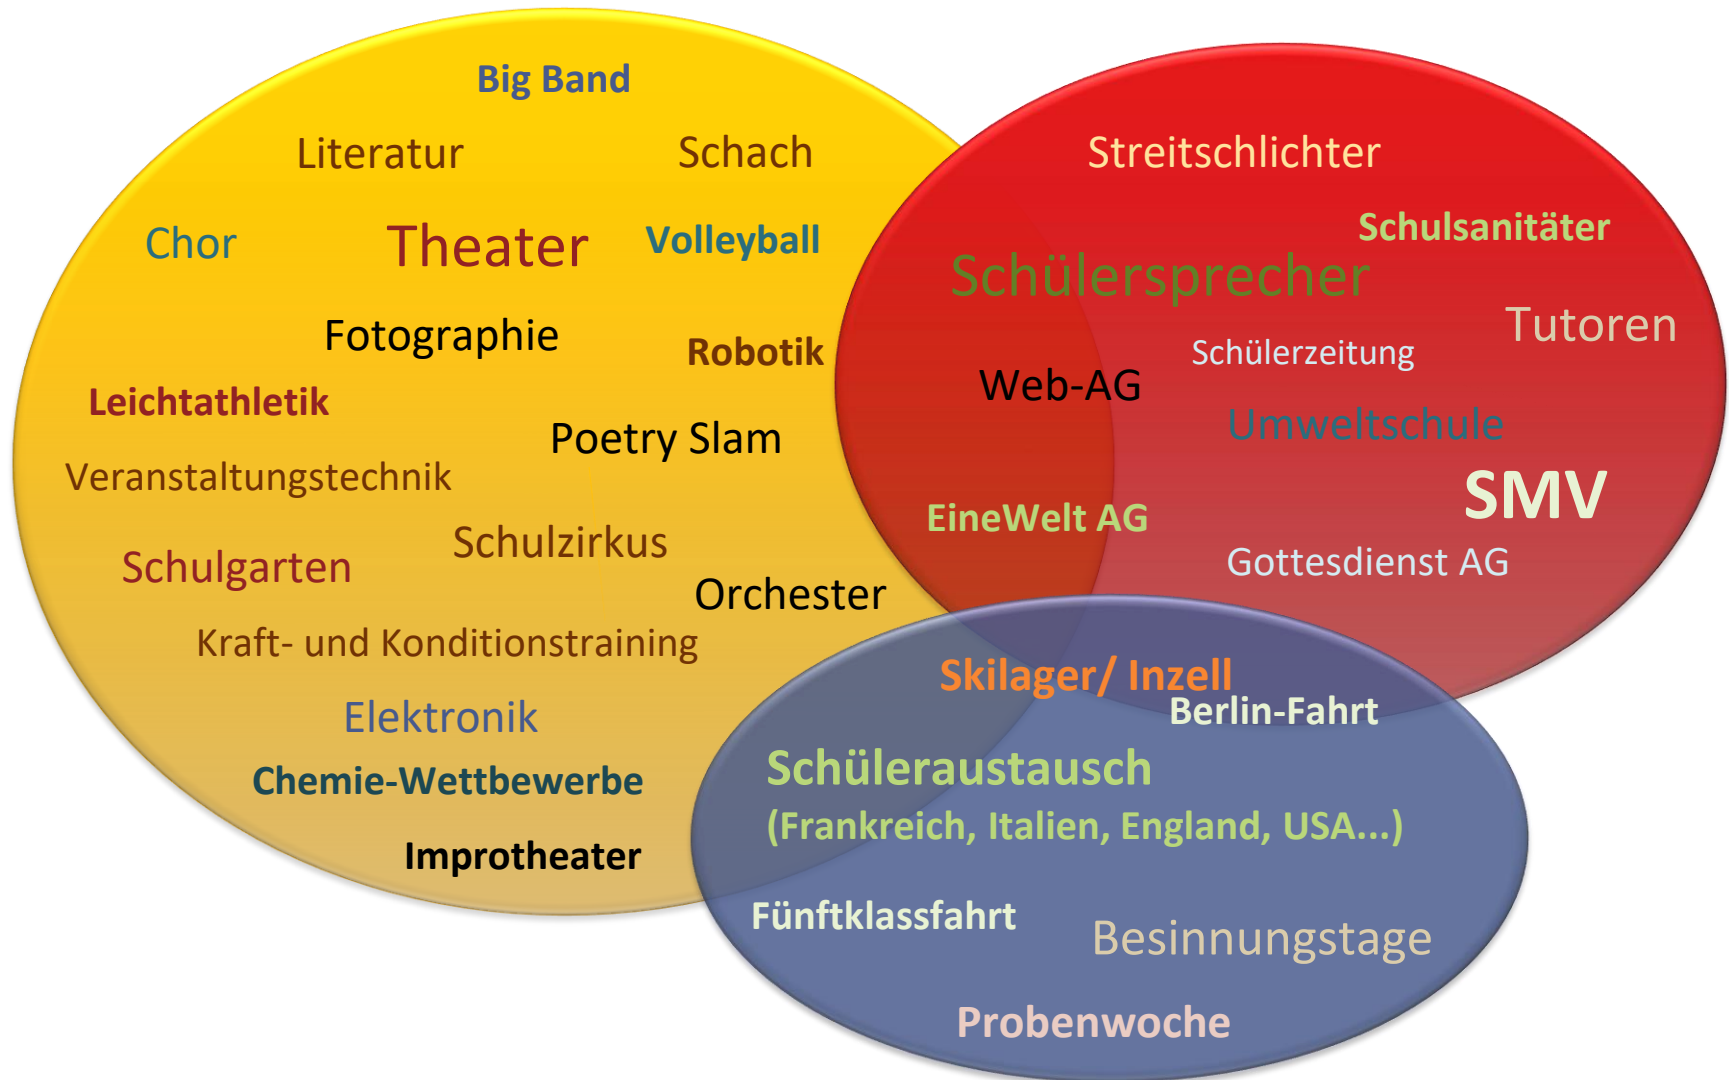 Big Band
Literatur
Schach
Chor
Theater
Volleyball
Fotographie
Robotik
Leichtathletik
Poetry Slam
Veranstaltungstechnik
Schulzirkus
Schulgarten
Orchester
Kraft- und Konditionstraining
Elektronik
Chemie-Wettbewerbe
Improtheater
Streitschlichter
Schulsanitäter
Schülersprecher
Tutoren
Schülerzeitung
Web-AG
Umweltschule
SMV
EineWelt AG
Gottesdienst AG
Skilager/ Inzell
Berlin-Fahrt
Schüleraustausch
(Frankreich, Italien, England, USA...)
Fünftklassfahrt
Besinnungstage
Probenwoche